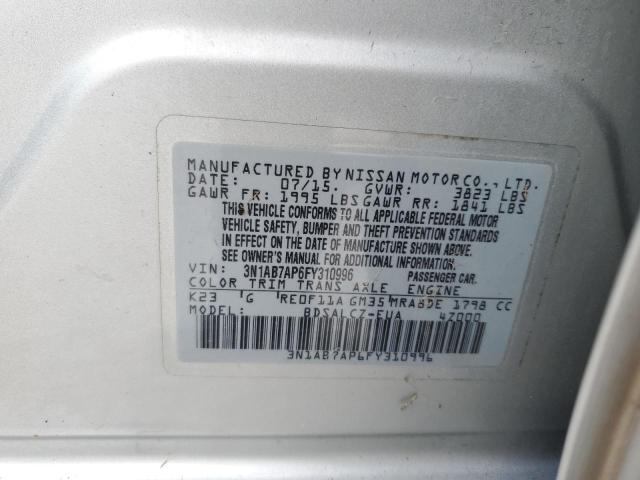 MANUFACTURED BY NISSAN MOTOR CO., LTD.
DATE: 07/15. GVWR: 3823 LBS
GAWR FR: 1995 LBS GAWR RR: 1841 LBS
THIS VEHICLE CONFORMS TO ALL APPLICABLE FEDERAL MOTOR
VEHICLE SAFETY, BUMPER AND THEFT PREVENTION STANDARDS
IN EFFECT ON THE DATE OF MANUFACTURE SHOWN ABOVE.
SEE OWNER'S MANUAL FOR ADDITIONAL INFORMATION.
VIN: 3N1AB7AP6FY310996 PASSENGER CAR.
COLOR TRIM TRANS AXLE ENGINE
K23 G RE0F11A GM35 MRA8DE 1798 CC
MODEL: BDSALCZ-EUA 4Z000
3N1AB7AP6FY310996